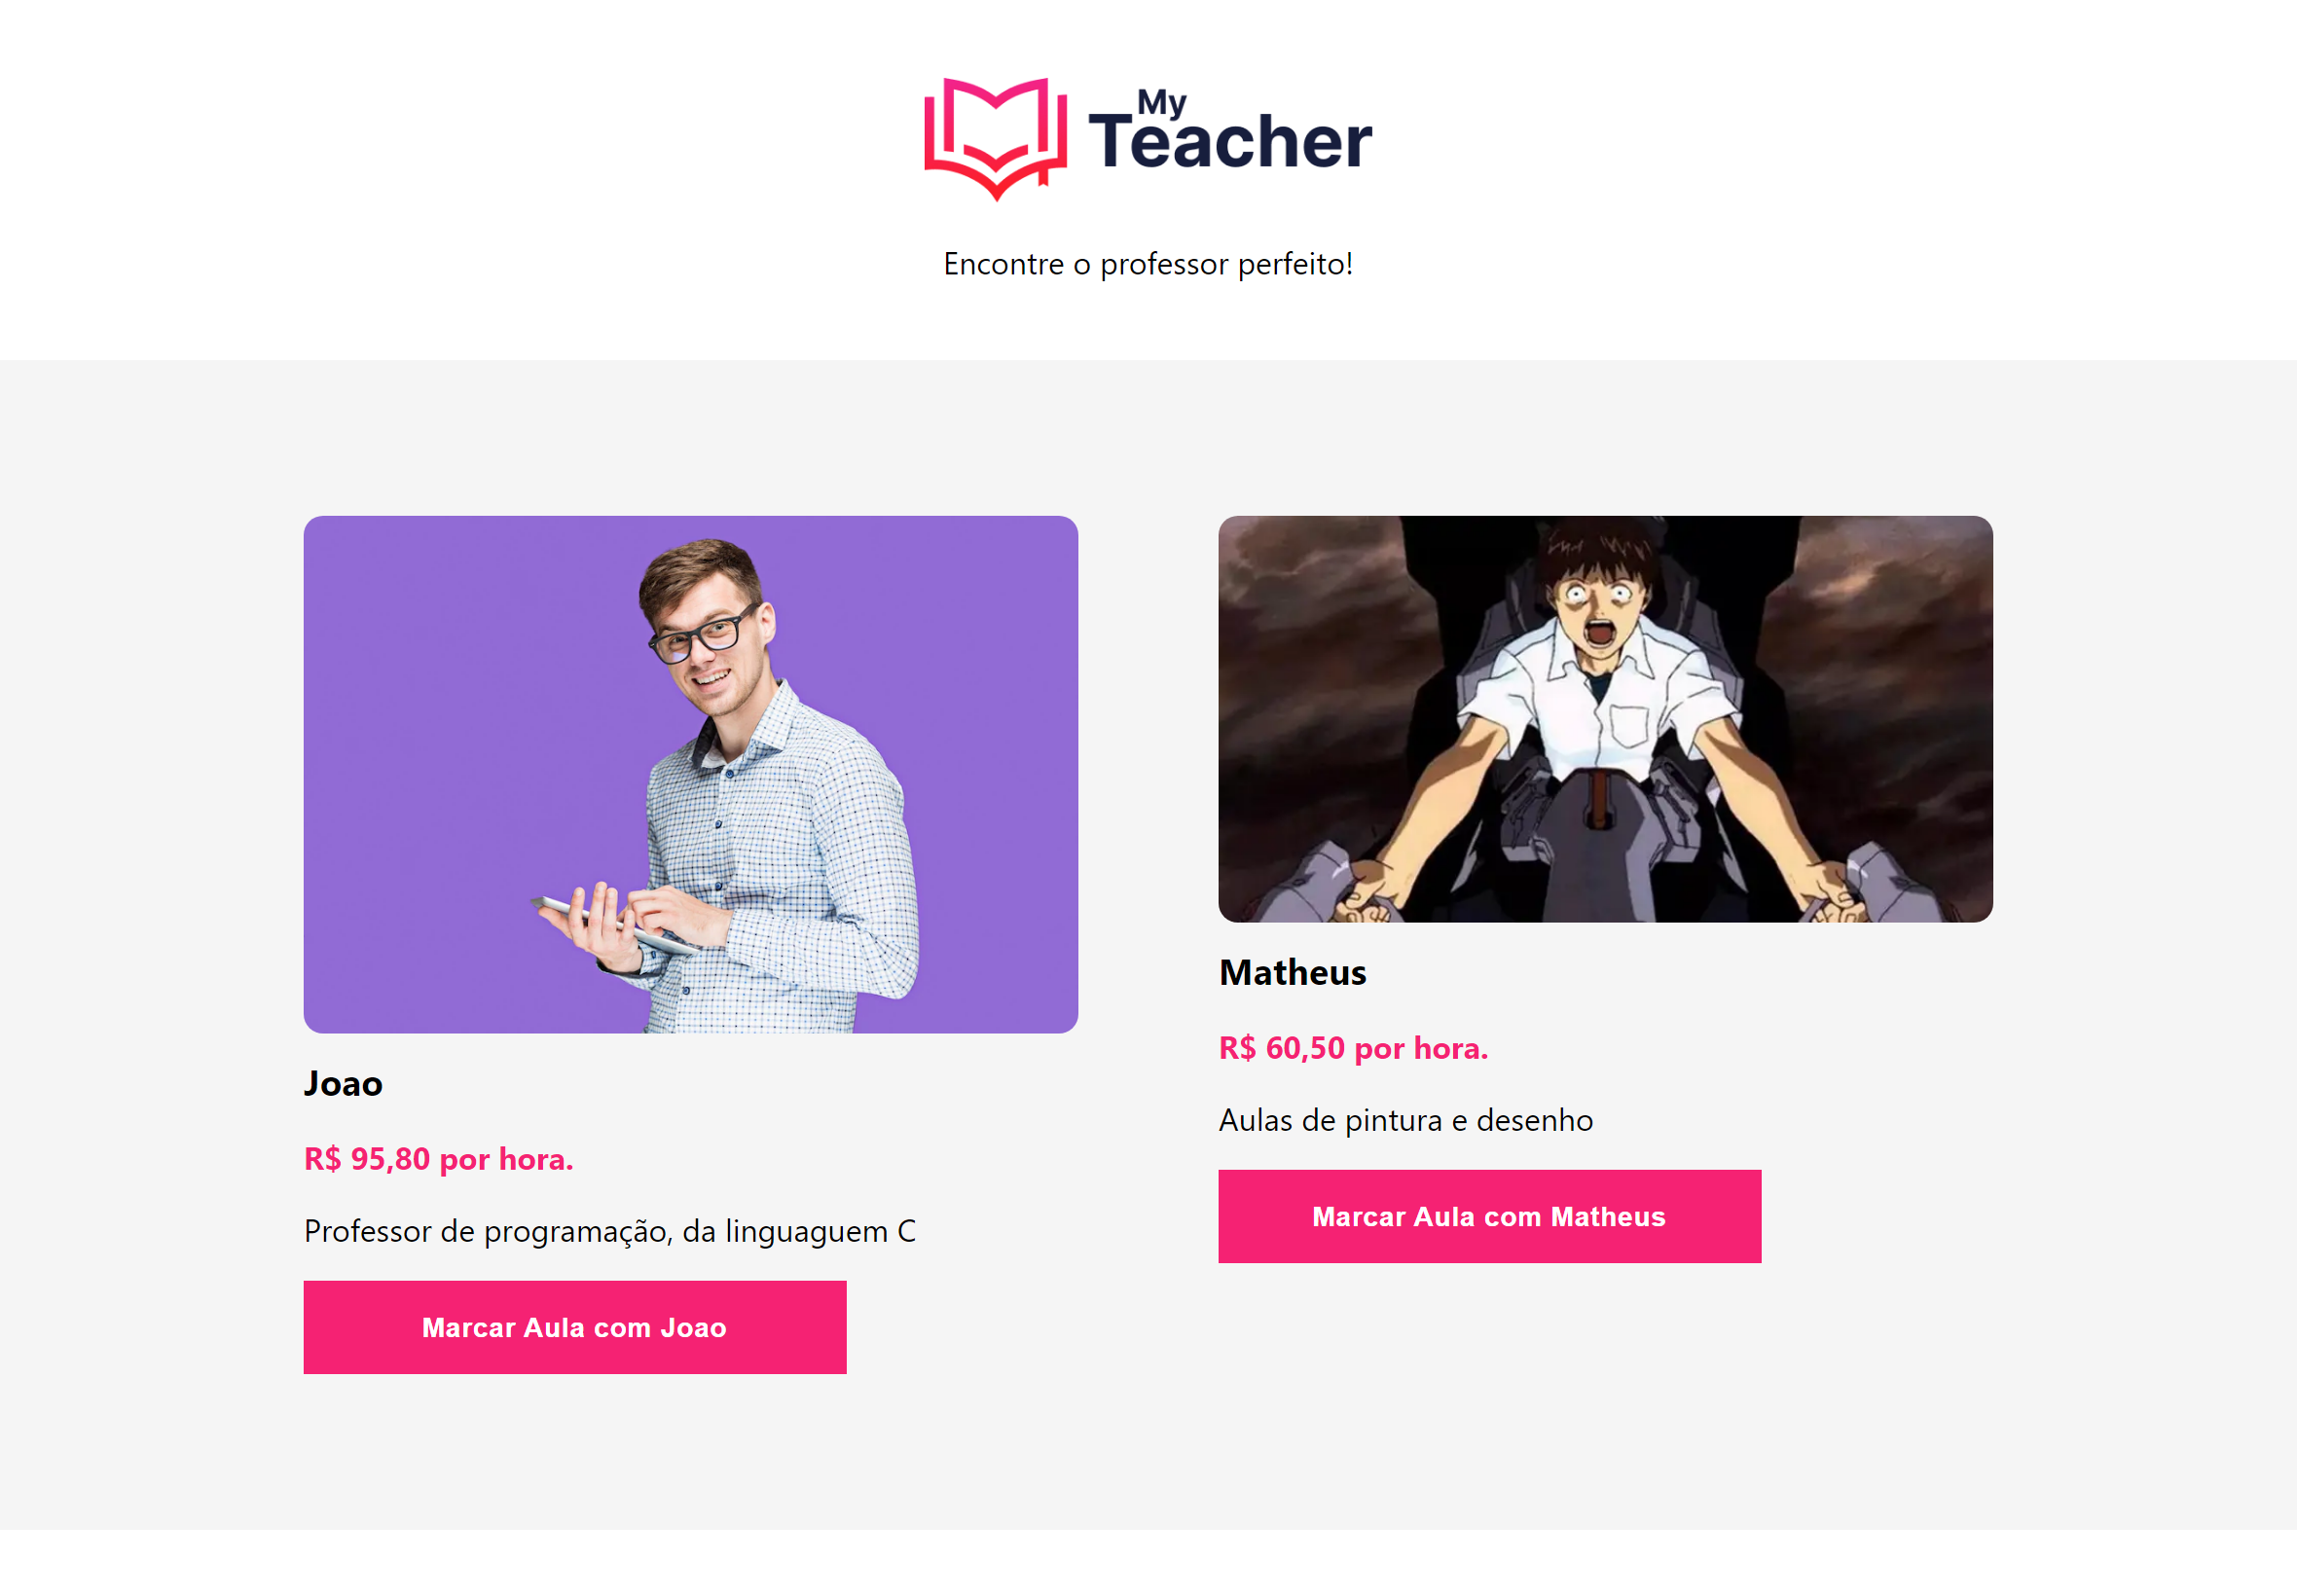 My
Teacher
Encontre o professor perfeito!
Joao
R$ 95,80 por hora.
Professor de programação, da linguaguem C
Marcar Aula com Joao
Matheus
R$ 60,50 por hora.
Aulas de pintura e desenho
Marcar Aula com Matheus